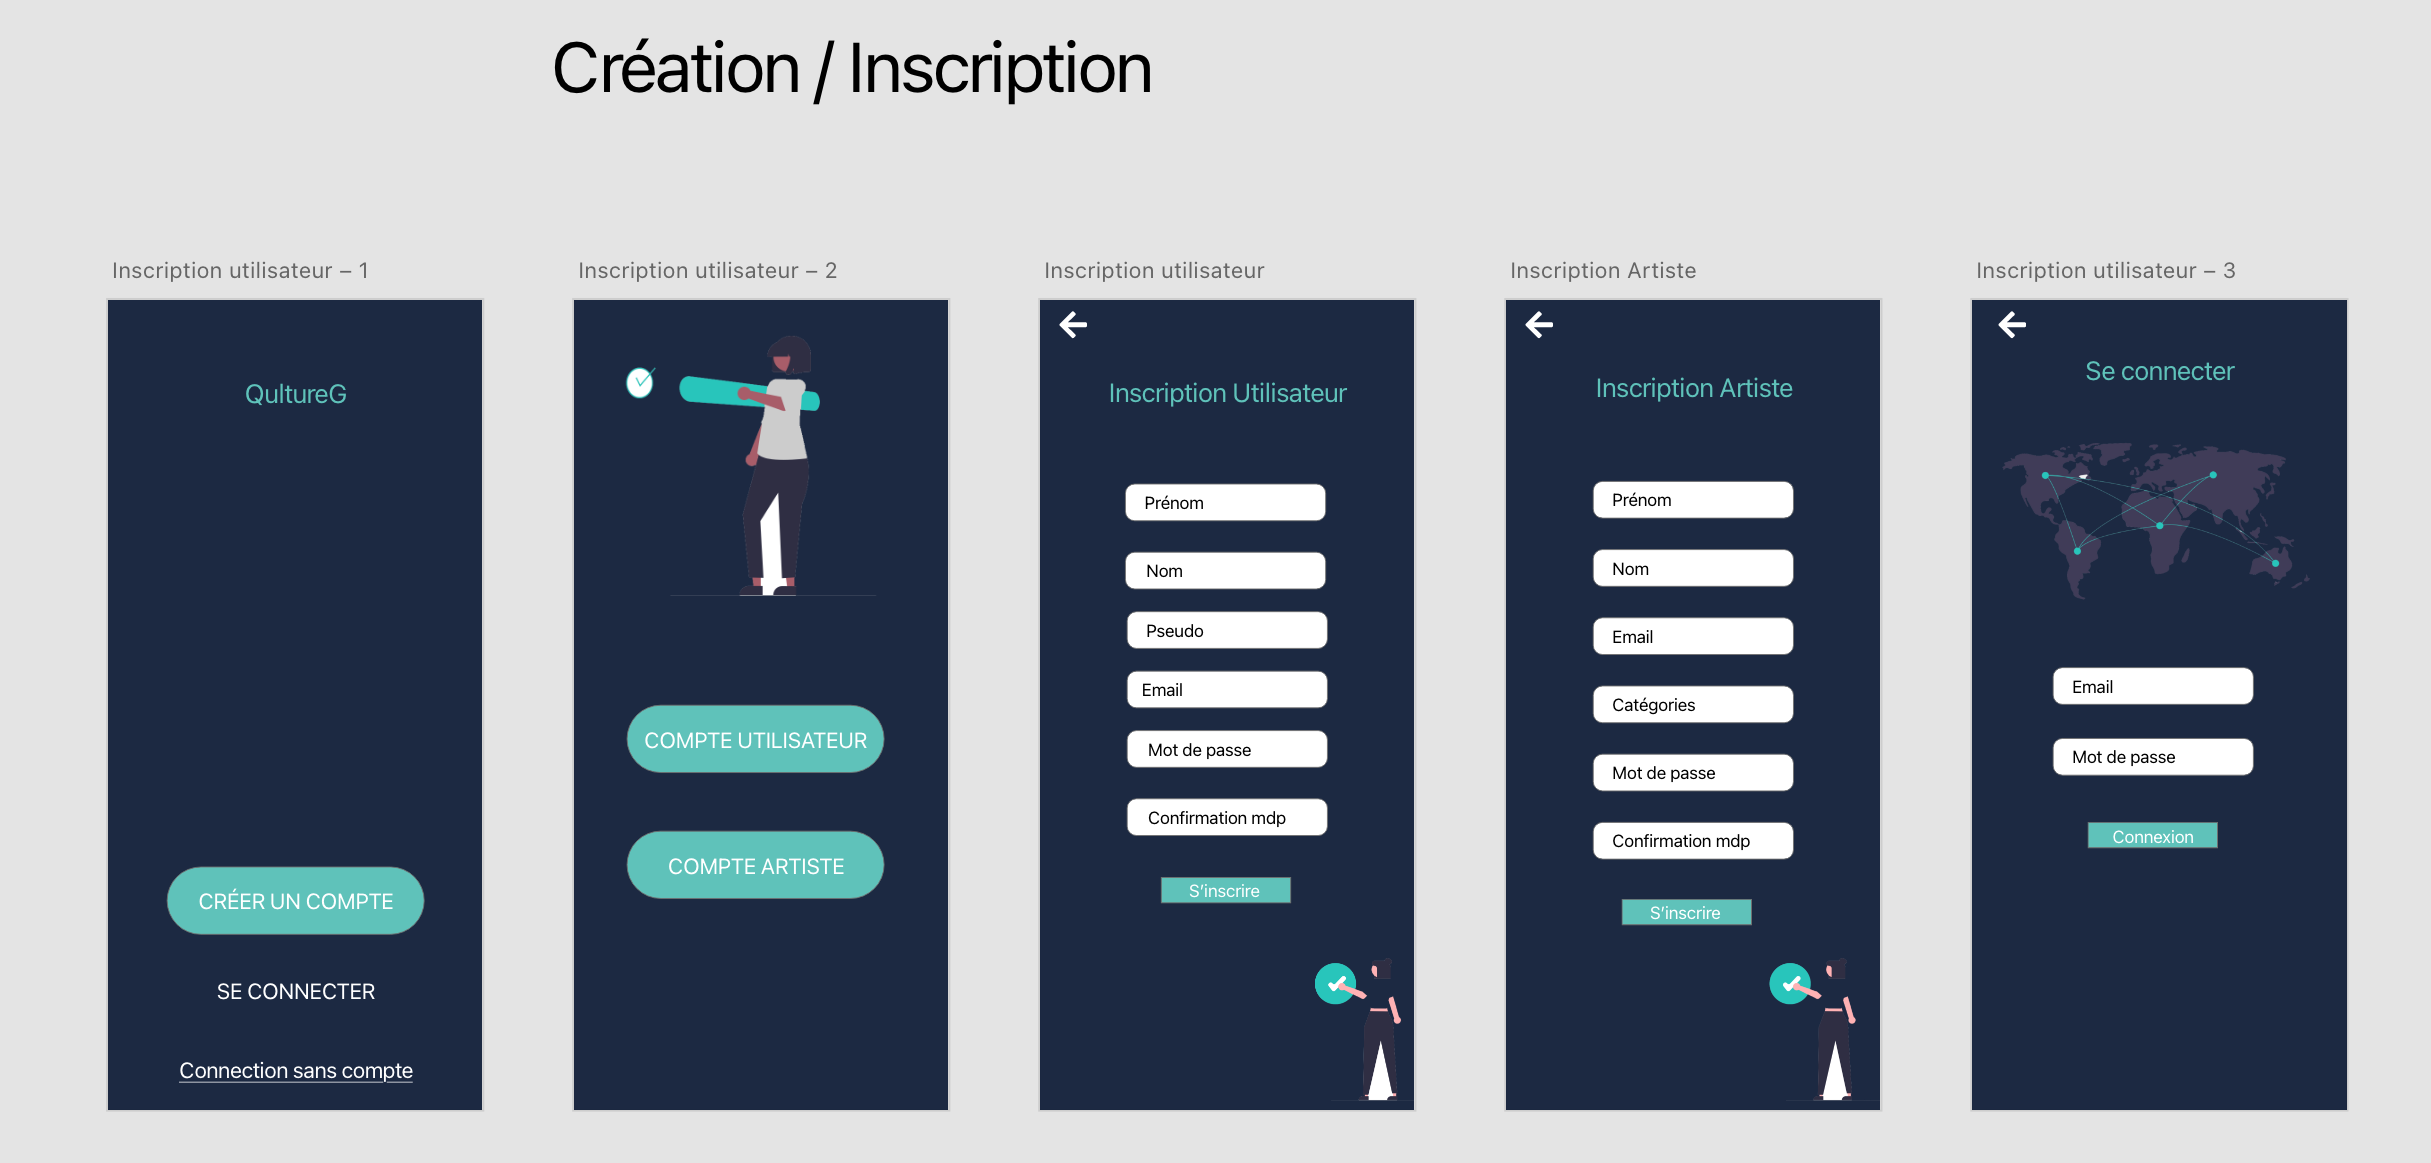 Création / Inscription
Inscription utilisateur – 1
QultureG
CRÉER UN COMPTE
SE CONNECTER
Connection sans compte
Inscription utilisateur – 2
COMPTE UTILISATEUR
COMPTE ARTISTE
Inscription utilisateur
Inscription Utilisateur
Prénom
Nom
Pseudo
Email
Mot de passe
Confirmation mdp
S’inscrire
Inscription Artiste
Inscription Artiste
Prénom
Nom
Email
Catégories
Mot de passe
Confirmation mdp
S’inscrire
Inscription utilisateur – 3
Se connecter
Email
Mot de passe
Connexion